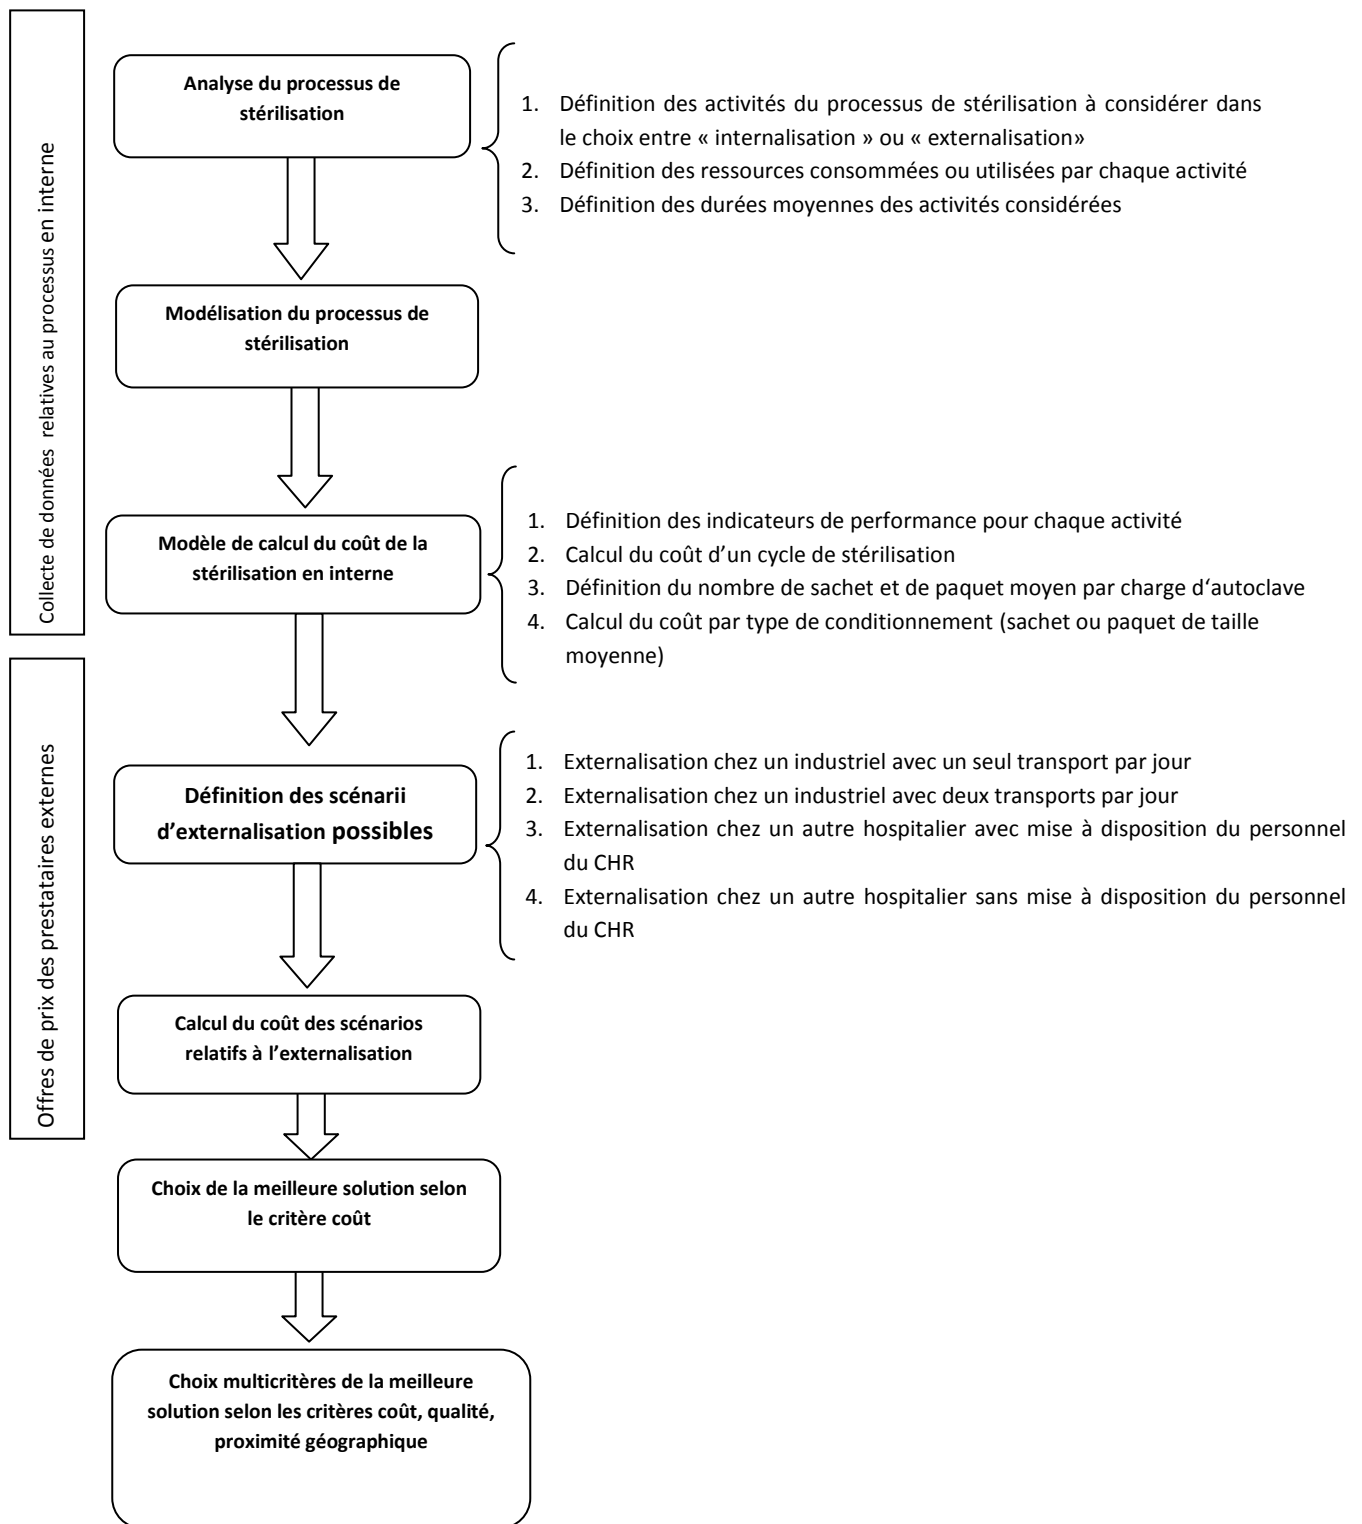 Collecte de données relatives au processus en interne
Analyse du processus de
stérilisation
1. Définition des activités du processus de stérilisation à considérer dans
le choix entre « internalisation » ou « externalisation»
2. Définition des ressources consommées ou utilisées par chaque activité
3. Définition des durées moyennes des activités considérées
Modélisation du processus de
stérilisation
Modèle de calcul du coût de la
stérilisation en interne
1. Définition des indicateurs de performance pour chaque activité
2. Calcul du coût d’un cycle de stérilisation
3. Définition du nombre de sachet et de paquet moyen par charge d‘autoclave
4. Calcul du coût par type de conditionnement (sachet ou paquet de taille
moyenne)
Offres de prix des prestataires externes
Définition des scénarii
d’externalisation possibles
1. Externalisation chez un industriel avec un seul transport par jour
2. Externalisation chez un industriel avec deux transports par jour
3. Externalisation chez un autre hospitalier avec mise à disposition du personnel
du CHR
4. Externalisation chez un autre hospitalier sans mise à disposition du personnel
du CHR
Calcul du coût des scénarios
relatifs à l’externalisation
Choix de la meilleure solution selon
le critère coût
Choix multicritères de la meilleure
solution selon les critères coût, qualité,
proximité géographique